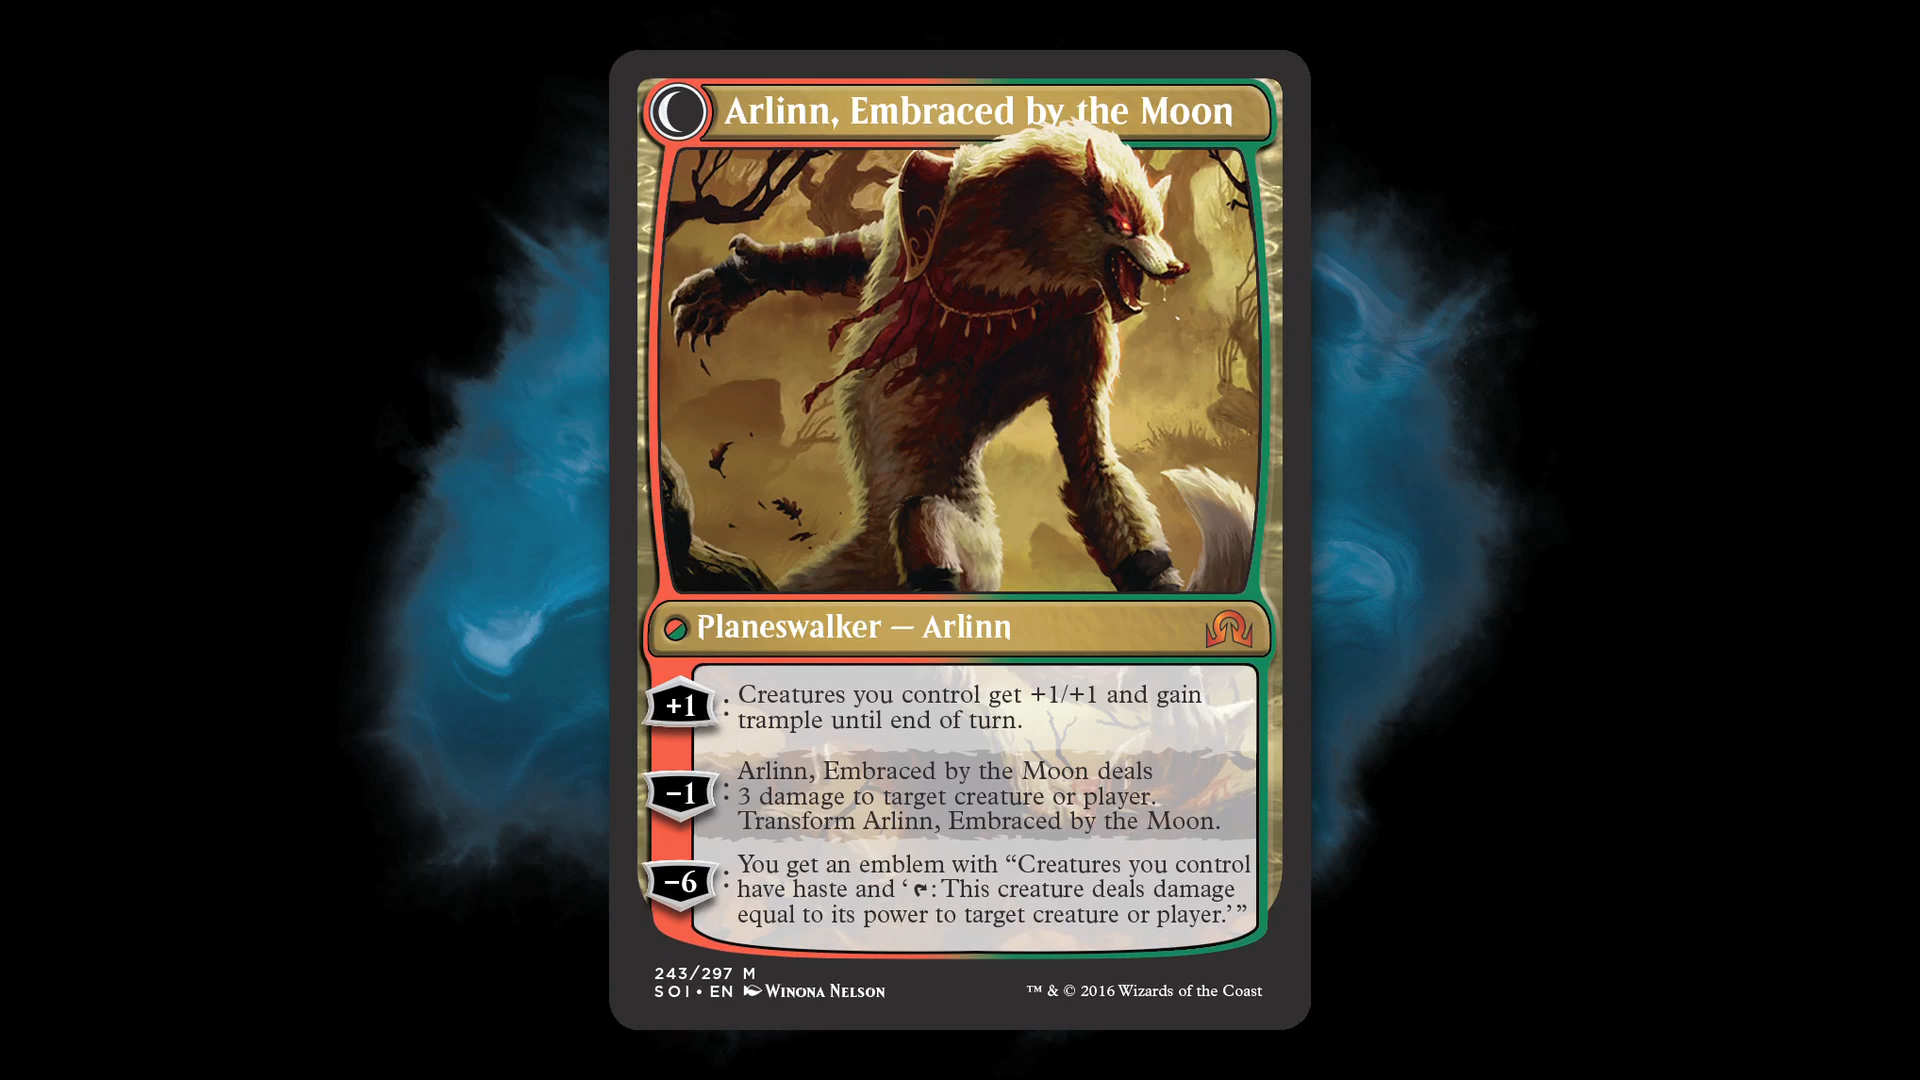 Arlinn, Embraced by the Moon
Planeswalker — Arlinn
+1 : Creatures you control get +1/+1 and gain
trample until end of turn.
−1 : Arlinn, Embraced by the Moon deals
3 damage to target creature or player.
Transform Arlinn, Embraced by the Moon.
−6 : You get an emblem with “Creatures you control
have haste and ‘ : This creature deals damage
equal to its power to target creature or player.’”
243/297 M
SOI • EN Winona Nelson
™ & © 2016 Wizards of the Coast